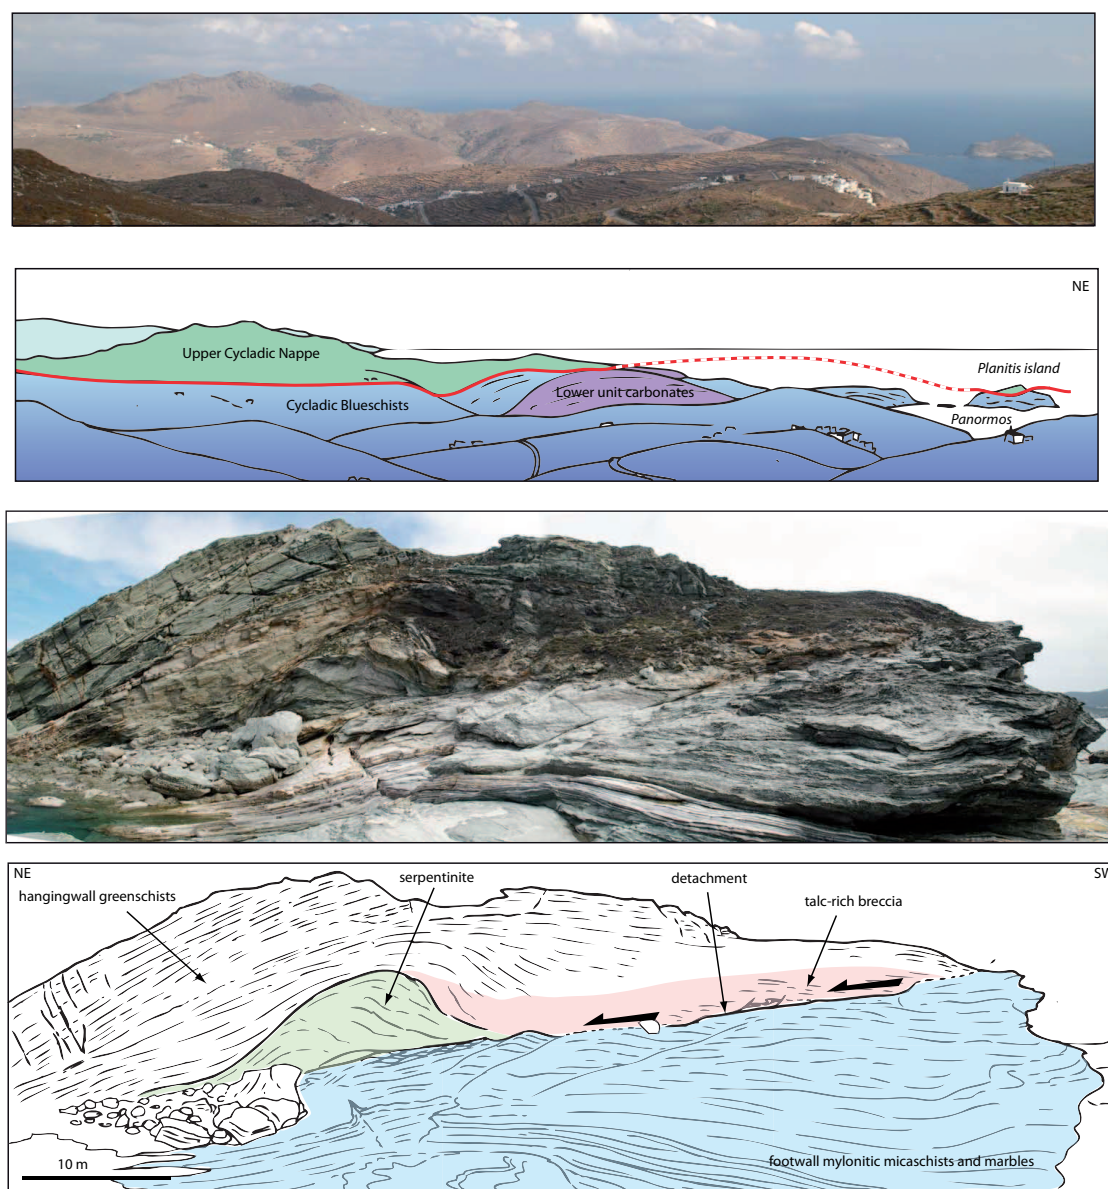 NE
Upper Cycladic Nappe
Planitis island
Cycladic Blueschists
Lower unit carbonates
Panormos
NE
SW
serpentinite
detachment
hangingwall greenschists
talc-rich breccia
footwall mylonitic micaschists and marbles
10 m